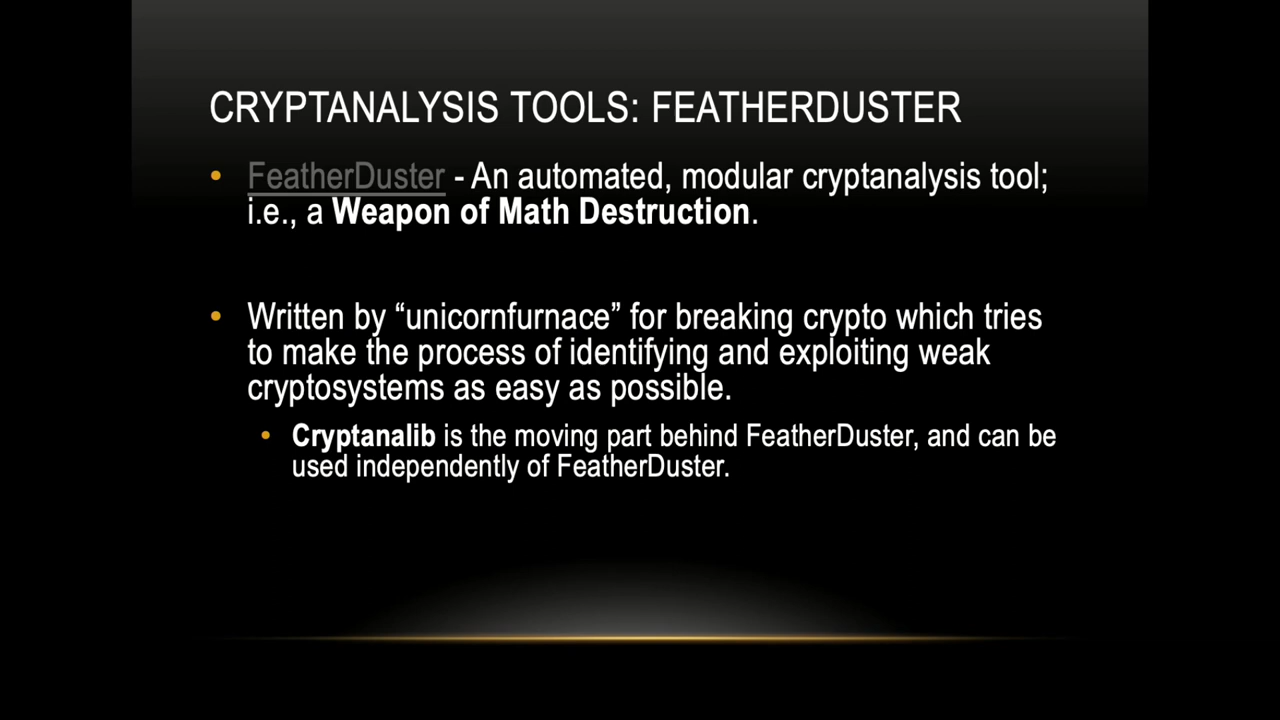 CRYPTANALYSIS TOOLS: FEATHERDUSTER
• FeatherDuster - An automated, modular cryptanalysis tool;
i.e., a Weapon of Math Destruction.
• Written by “unicornfurnace” for breaking crypto which tries
to make the process of identifying and exploiting weak
cryptosystems as easy as possible.
• Cryptanalib is the moving part behind FeatherDuster, and can be
used independently of FeatherDuster.